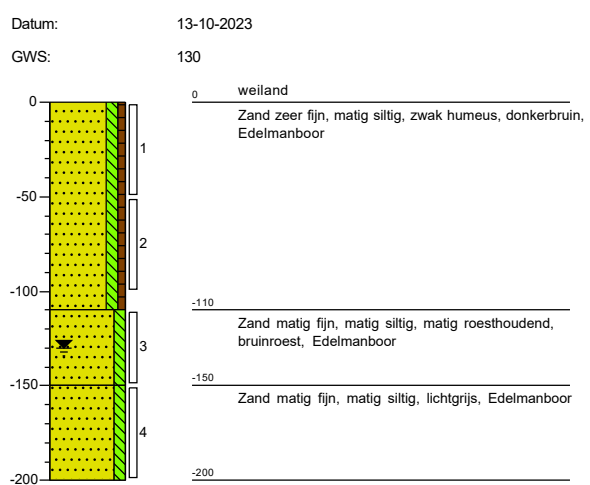 Datum: 13-10-2023
GWS: 130
0 weiland
0
Zand zeer fijn, matig siltig, zwak humeus, donkerbruin,
Edelmanboor
1
-50
2
-100
-110
Zand matig fijn, matig siltig, matig roesthoudend,
bruinroest, Edelmanboor
3
-150
-150
Zand matig fijn, matig siltig, lichtgrijs, Edelmanboor
4
-200
-200